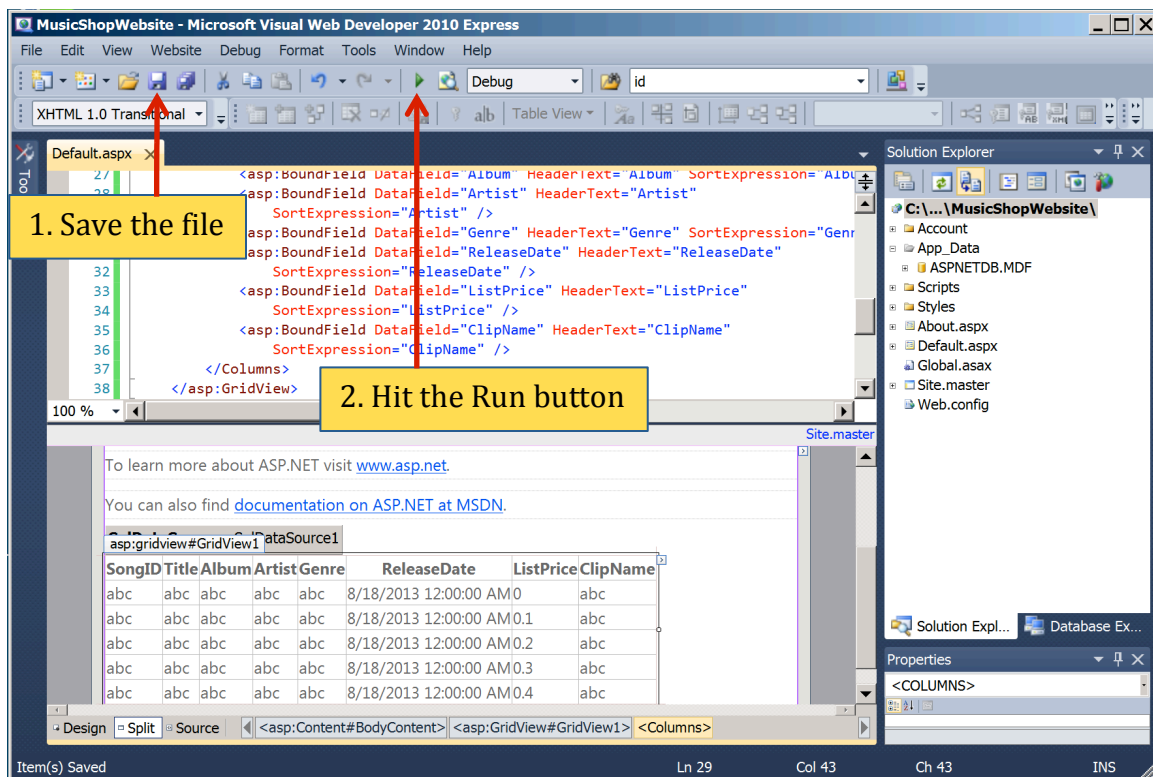 MusicShopWebsite - Microsoft Visual Web Developer 2010 Express
File Edit View Website Debug Format Tools Window Help
Debug id
XHTML 1.0 Transitional Table View
Default.aspx
27 <asp:BoundField DataField="Album" HeaderText="Album" SortExpression="Albu
28 <asp:BoundField DataField="Artist" HeaderText="Artist"
SortExpression="Artist" />
asp:BoundField DataField="Genre" HeaderText="Genre" SortExpression="Genr
asp:BoundField DataField="ReleaseDate" HeaderText="ReleaseDate"
32 SortExpression="ReleaseDate" />
33 <asp:BoundField DataField="ListPrice" HeaderText="ListPrice"
34 SortExpression="ListPrice" />
35 <asp:BoundField DataField="ClipName" HeaderText="ClipName"
36 SortExpression="ClipName" />
37 </Columns>
38 </asp:GridView>
1. Save the file
2. Hit the Run button
100 %
Site.master
To learn more about ASP.NET visit www.asp.net.
You can also find documentation on ASP.NET at MSDN.
asp:gridview#GridView1 DataSource1
SongID Title Album Artist Genre ReleaseDate ListPrice ClipName
abc abc abc abc abc 8/18/2013 12:00:00 AM 0 abc
abc abc abc abc abc 8/18/2013 12:00:00 AM 0.1 abc
abc abc abc abc abc 8/18/2013 12:00:00 AM 0.2 abc
abc abc abc abc abc 8/18/2013 12:00:00 AM 0.3 abc
abc abc abc abc abc 8/18/2013 12:00:00 AM 0.4 abc
Design Split Source <asp:Content#BodyContent> <asp:GridView#GridView1> <Columns>
Solution Explorer
C:\...\MusicShopWebsite\
Account
App_Data
ASPNETDB.MDF
Scripts
Styles
About.aspx
Default.aspx
Global.asax
Site.master
Web.config
Solution Expl... Database Ex...
Properties
<COLUMNS>
Item(s) Saved Ln 29 Col 43 Ch 43 INS